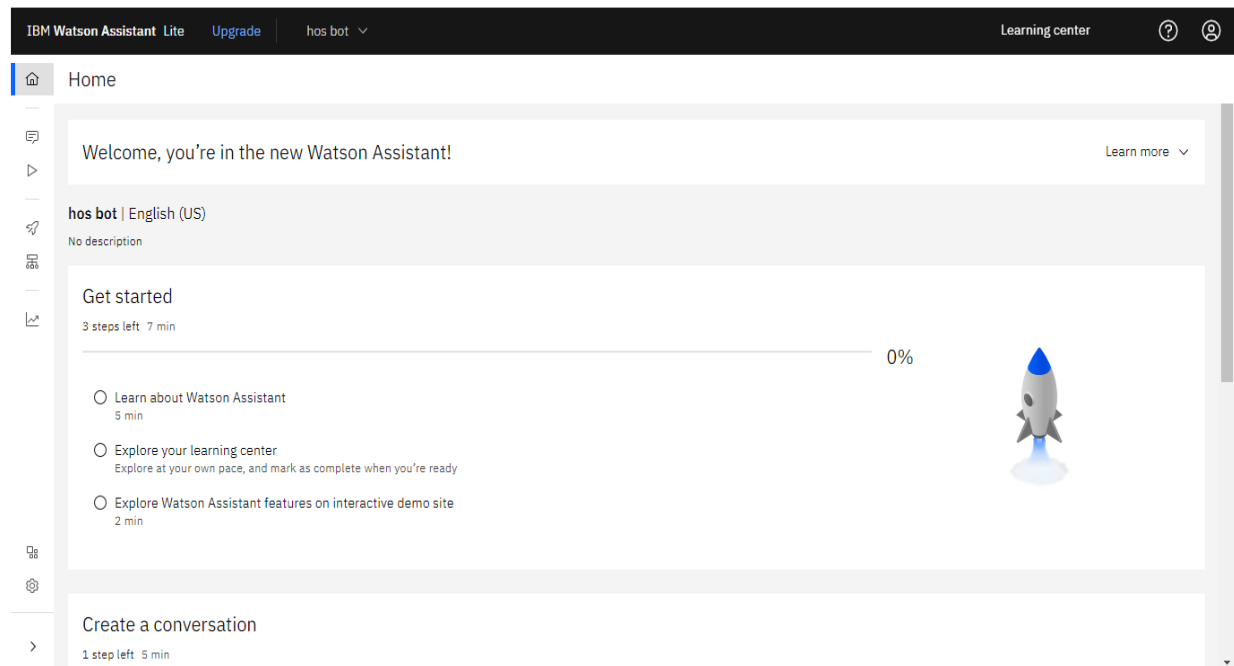 IBM Watson Assistant Lite Upgrade hos bot Learning center
Home
Welcome, you're in the new Watson Assistant! Learn more
hos bot | English (US)
No description
Get started
3 steps left 7 min
0%
Learn about Watson Assistant
5 min
Explore your learning center
Explore at your own pace, and mark as complete when you're ready
Explore Watson Assistant features on interactive demo site
2 min
Create a conversation
1 step left 5 min